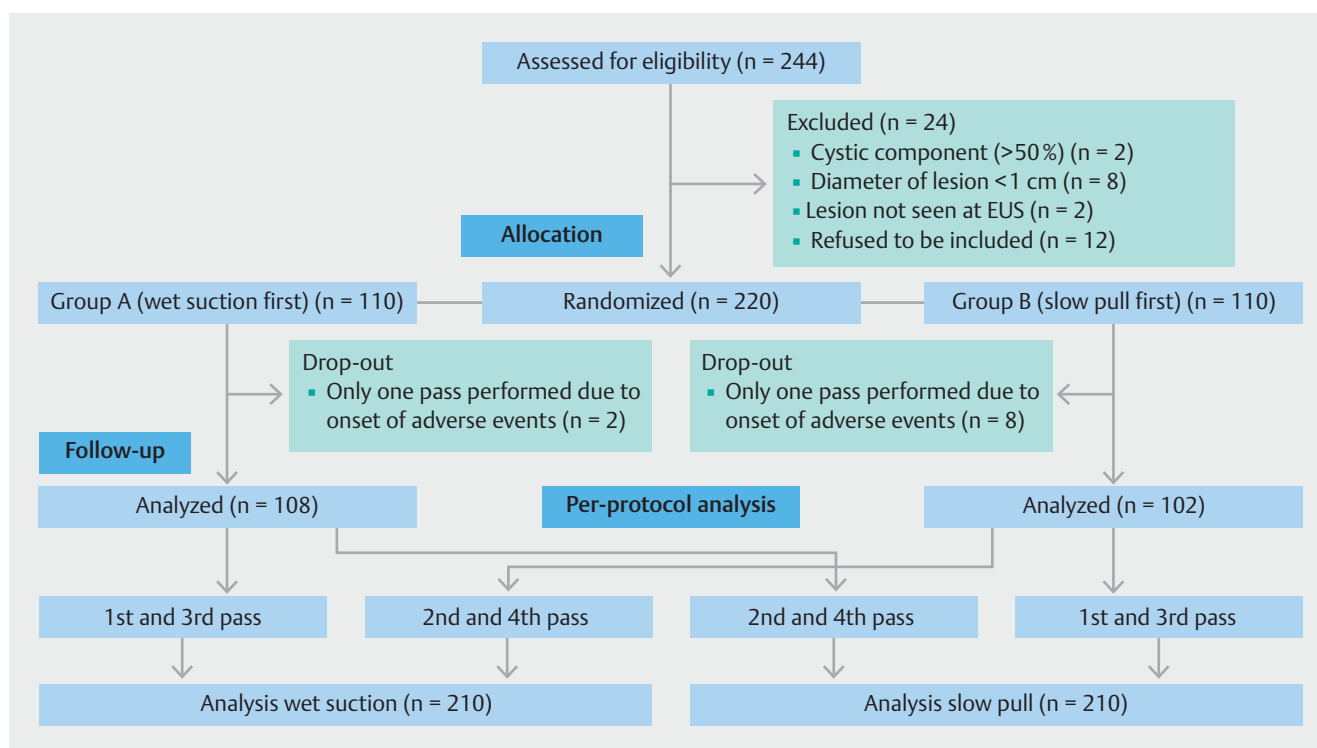 Assessed for eligibility (n = 244)
Excluded (n = 24)
▪ Cystic component (>50 %) (n = 2)
▪ Diameter of lesion <1 cm (n = 8)
▪ Lesion not seen at EUS (n = 2)
▪ Refused to be included (n = 12)
Allocation
Group A (wet suction first) (n = 110)
Randomized (n = 220)
Group B (slow pull first) (n = 110)
Drop-out
▪ Only one pass performed due to
onset of adverse events (n = 2)
Drop-out
▪ Only one pass performed due to
onset of adverse events (n = 8)
Follow-up
Analyzed (n = 108)
Per-protocol analysis
Analyzed (n = 102)
1st and 3rd pass
2nd and 4th pass
2nd and 4th pass
1st and 3rd pass
Analysis wet suction (n = 210)
Analysis slow pull (n = 210)